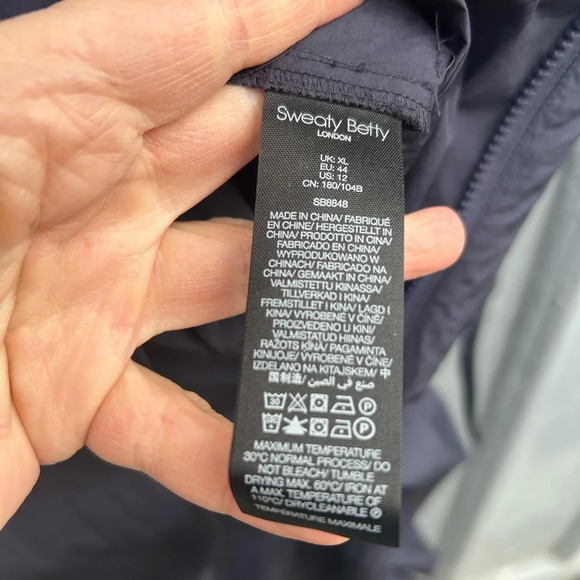 Sweaty Betty
LONDON
UK: XL
EU: 44
US: 12
CN: 180/104B
SB8848
MADE IN CHINA/ FABRIQUÉ
EN CHINE/ HERGESTELLT IN
CHINA/ PRODOTTO IN CINA/
FABRICADO EN CHINA/
WYPRODUKOWANO W
CHINACH/ FABRICADO NA
CHINA/ FABRICADO EM CHINA/
VALMISTETTU KIINASSA/
TILLVERKAD I KINA/
FREMSTILLET I KINA/ LAGD I
KINA/ VYROBENÉ V ČÍNĚ/
PROIZVEDENO U KINI/
VALMISTATUD HIINAS/
RAŽOTS ĶĪNĀ/ PAGAMINTA
KINIJOJE/ VYROBENÉ V ČÍNE/
IZDELANO NA KITAJSKEM/ 中
国制造/ صنع في الصين/
30 P
P
MAXIMUM TEMPERATURE
30°C NORMAL PROCESS/ DO
NOT BLEACH/ TUMBLE
DRYING MAX. 60°C/ IRON AT
A MAX. TEMPERATURE OF
110°C/ DRYCLEANABLE
TEMPERATURE MAXIMALE